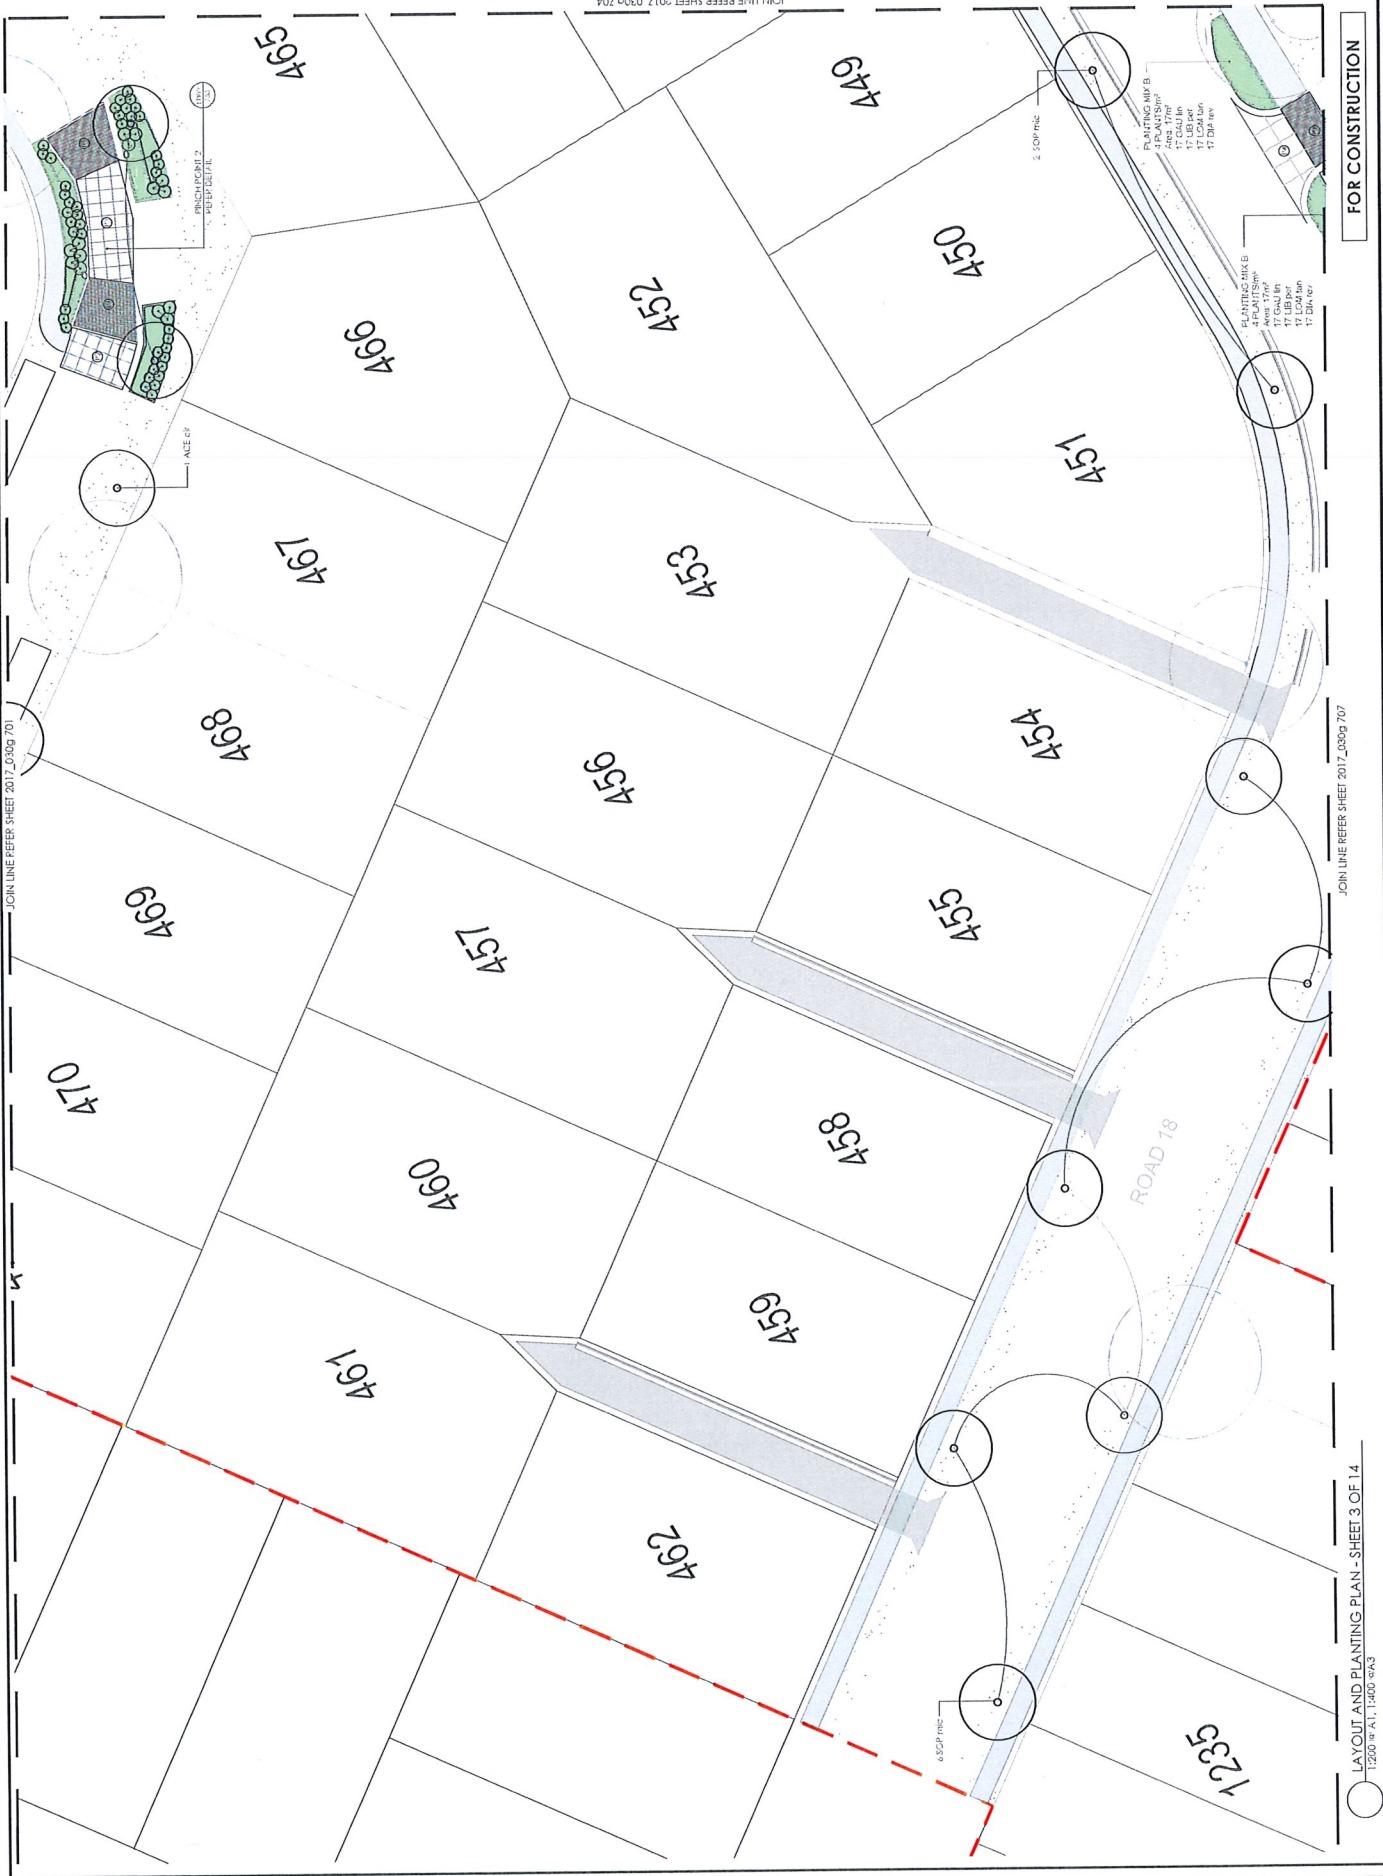 JOIN LINE REFER SHEET 2017_030g 701
JOIN LINE REFER SHEET 2017_030g 704
465
PINCH POINT 2
REFER DETAIL
449
2 SOP mic
PLANTING MIX B
4 PLANTS/m²
Area: 17m²
17 GAU lin
17 LIB per
17 LOM tan
17 DIA rev
FOR CONSTRUCTION
450
452
466
PLANTING MIX B
4 PLANTS/m²
Area: 17m²
17 GAU lin
17 LIB per
17 LOM tan
17 DIA rev
1 ACE cir
451
467
453
468
456
454
469
457
455
JOIN LINE REFER SHEET 2017_030g 707
470
460
458
ROAD 18
461
459
462
6 SOP mic
1235
LAYOUT AND PLANTING PLAN - SHEET 3 OF 14
1:200 @ A1, 1:400 @A3